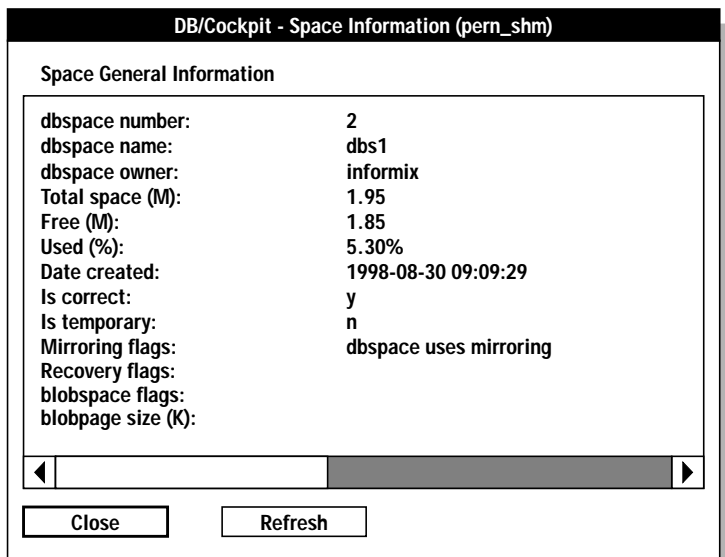 DB/Cockpit - Space Information (pern_shm)
Space General Information
dbspace number: 2
dbspace name: dbs1
dbspace owner: informix
Total space (M): 1.95
Free (M): 1.85
Used (%): 5.30%
Date created: 1998-08-30 09:09:29
Is correct: y
Is temporary: n
Mirroring flags: dbspace uses mirroring
Recovery flags:
blobspace flags:
blobpage size (K):
Close Refresh